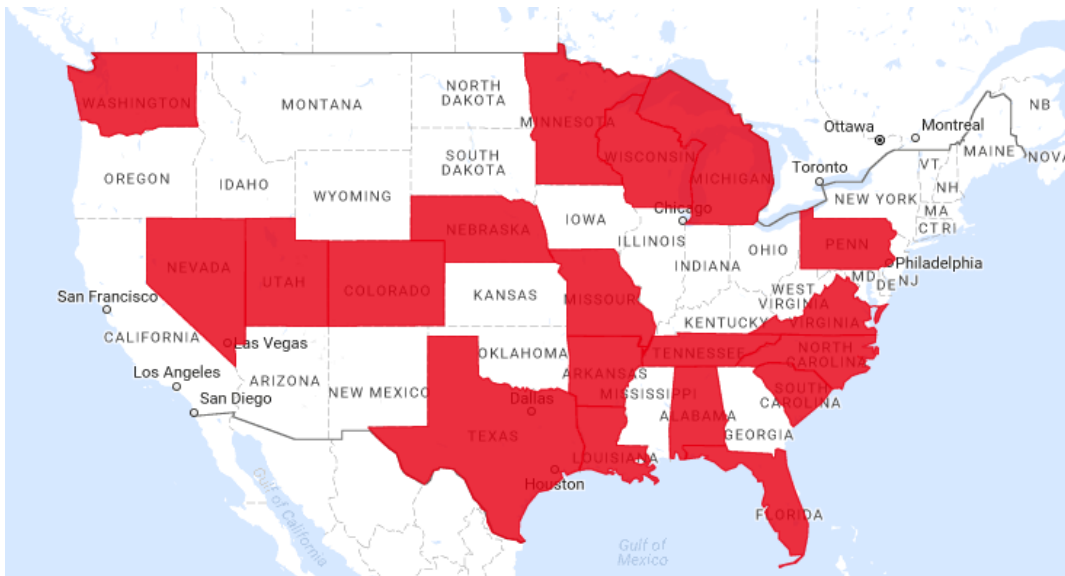 WASHINGTON
MONTANA
NORTH
DAKOTA
MINNESOTA
OREGON
IDAHO
WYOMING
SOUTH
DAKOTA
WISCONSIN
MICHIGAN
Ottawa
Montreal
Toronto
MAINE
NB
NOVA
VT
NH
NEW YORK
MA
CT
RI
NEBRASKA
IOWA
Chicago
ILLINOIS
INDIANA
OHIO
PENN
Philadelphia
MD
DE
NJ
NEVADA
UTAH
COLORADO
KANSAS
MISSOUR
WEST
VIRGINIA
KENTUCKY
VIRGINIA
San Francisco
CALIFORNIA
Las Vegas
Los Angeles
San Diego
ARIZONA
NEW MEXICO
OKLAHOMA
ARKANSAS
TENNESSEE
NORTH
CAROLINA
SOUTH
CAROLINA
MISSISSIPPI
ALABAMA
GEORGIA
Dallas
TEXAS
LOUISIANA
Houston
FLORIDA
Gulf of California
Gulf of
Mexico